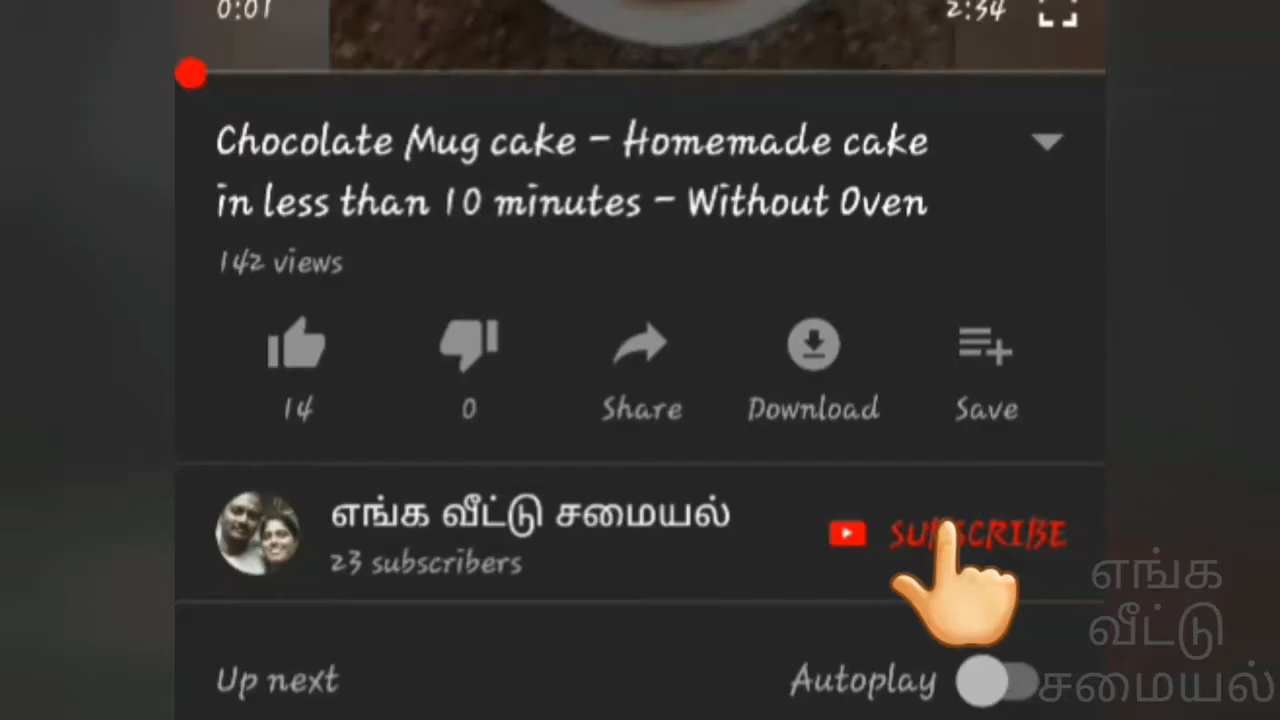 0:01
2:34
Chocolate Mug cake - Homemade cake
in less than 10 minutes - Without Oven
142 views
14
0
Share
Download
Save
எங்க வீட்டு சமையல்
23 subscribers
SUBSCRIBE
Up next
Autoplay
எங்க
வீட்டு
சமையல்